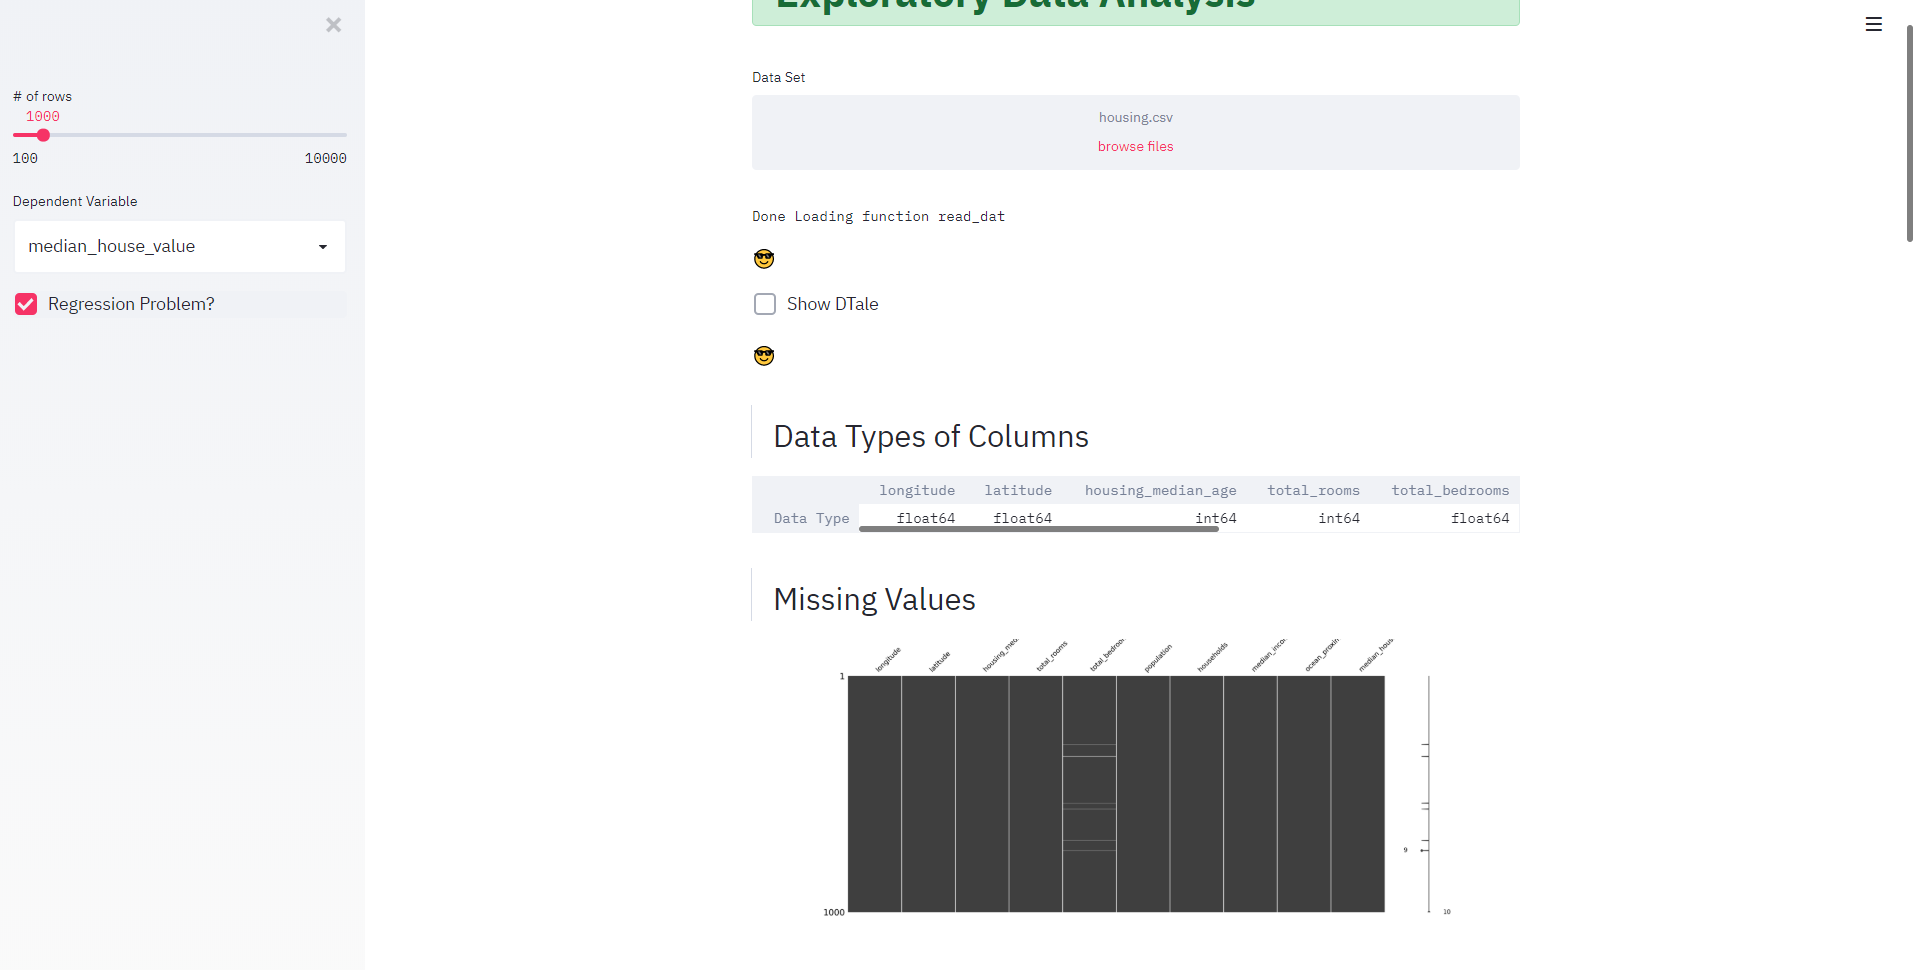 ×
# of rows
1000
100 10000
Dependent Variable
median_house_value
Regression Problem?
Exploratory Data Analysis
Data Set
housing.csv
browse files
Done Loading function read_dat
😎
Show DTale
😎
Data Types of Columns
longitude latitude housing_median_age total_rooms total_bedrooms
Data Type float64 float64 int64 int64 float64
Missing Values
longitude latitude housing_med total_rooms total_bedroo population households median_inco ocean_proxin median_hous
1
9
1000 10